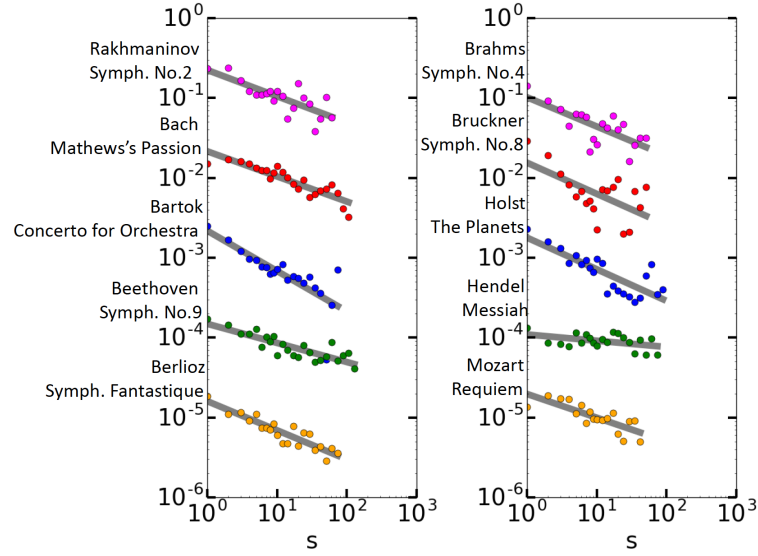 Rakhmaninov
Symph. No.2
Bach
Mathews's Passion
Bartok
Concerto for Orchestra
Beethoven
Symph. No.9
Berlioz
Symph. Fantastique
10^0
10^-1
10^-2
10^-3
10^-4
10^-5
10^-6
10^0
10^1
10^2
10^3
s
Brahms
Symph. No.4
Bruckner
Symph. No.8
Holst
The Planets
Hendel
Messiah
Mozart
Requiem
10^0
10^-1
10^-2
10^-3
10^-4
10^-5
10^-6
10^0
10^1
10^2
10^3
s